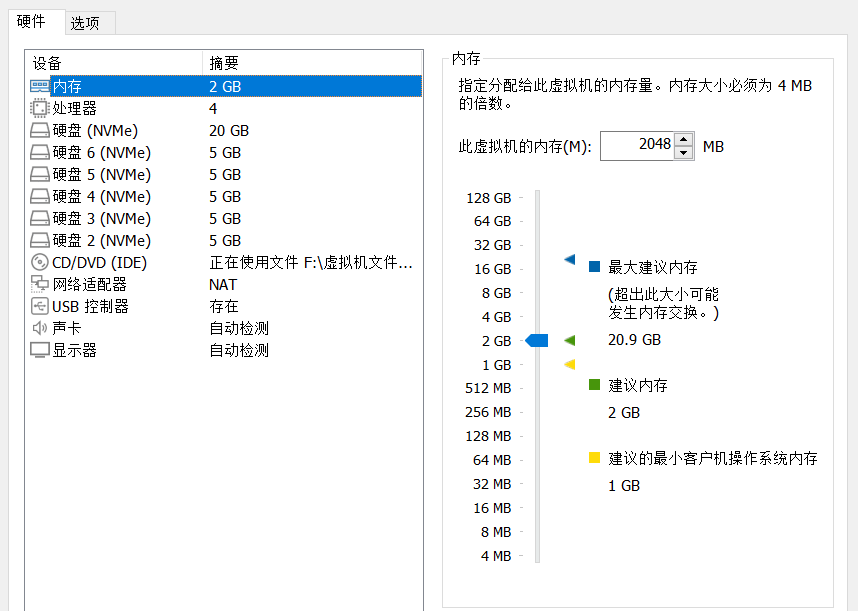 硬件 选项
设备 摘要
内存 2 GB
处理器 4
硬盘 (NVMe) 20 GB
硬盘 6 (NVMe) 5 GB
硬盘 5 (NVMe) 5 GB
硬盘 4 (NVMe) 5 GB
硬盘 3 (NVMe) 5 GB
硬盘 2 (NVMe) 5 GB
CD/DVD (IDE) 正在使用文件 F:\虚拟机文件...
网络适配器 NAT
USB 控制器 存在
声卡 自动检测
显示器 自动检测
内存
指定分配给此虚拟机的内存量。内存大小必须为 4 MB
的倍数。
此虚拟机的内存(M): 2048 MB
128 GB
64 GB
32 GB
16 GB
8 GB
4 GB
2 GB
1 GB
512 MB
256 MB
128 MB
64 MB
32 MB
16 MB
8 MB
4 MB
最大建议内存
(超出此大小可能
发生内存交换。)
20.9 GB
建议内存
2 GB
建议的最小客户机操作系统内存
1 GB